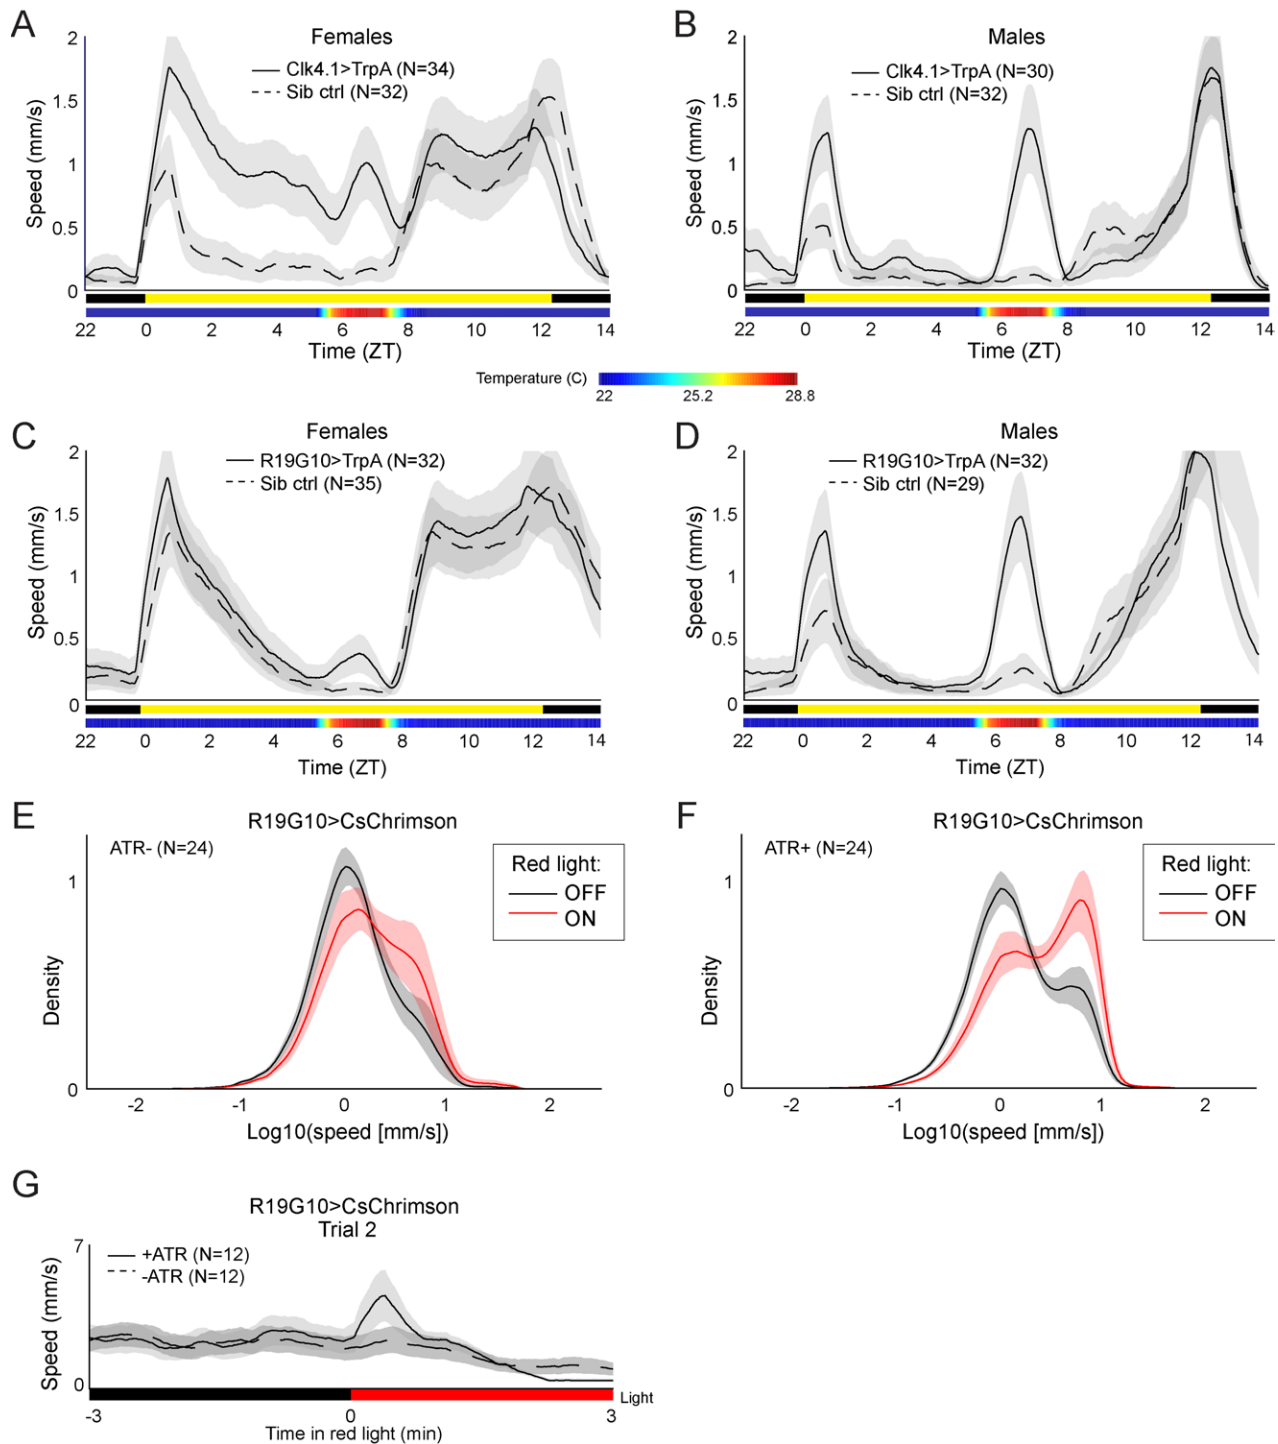 A
Females
Clk4.1>TrpA (N=34)
Sib ctrl (N=32)
Speed (mm/s)
2
1.5
1
0.5
0
22 0 2 4 6 8 10 12 14
Time (ZT)
B
Males
Clk4.1>TrpA (N=30)
Sib ctrl (N=32)
Speed (mm/s)
2
1.5
1
0.5
0
22 0 2 4 6 8 10 12 14
Time (ZT)
Temperature (C)
22 25.2 28.8
C
Females
R19G10>TrpA (N=32)
Sib ctrl (N=35)
Speed (mm/s)
2
1.5
1
0.5
0
22 0 2 4 6 8 10 12 14
Time (ZT)
D
Males
R19G10>TrpA (N=32)
Sib ctrl (N=29)
Speed (mm/s)
2
1.5
1
0.5
0
22 0 2 4 6 8 10 12 14
Time (ZT)
E
R19G10>CsChrimson
ATR- (N=24)
Red light:
OFF
ON
Density
1
0
-2 -1 0 1 2
Log10(speed [mm/s])
F
R19G10>CsChrimson
ATR+ (N=24)
Red light:
OFF
ON
Density
1
0
-2 -1 0 1 2
Log10(speed [mm/s])
G
R19G10>CsChrimson
Trial 2
+ATR (N=12)
-ATR (N=12)
Speed (mm/s)
7
0
Light
-3 0 3
Time in red light (min)